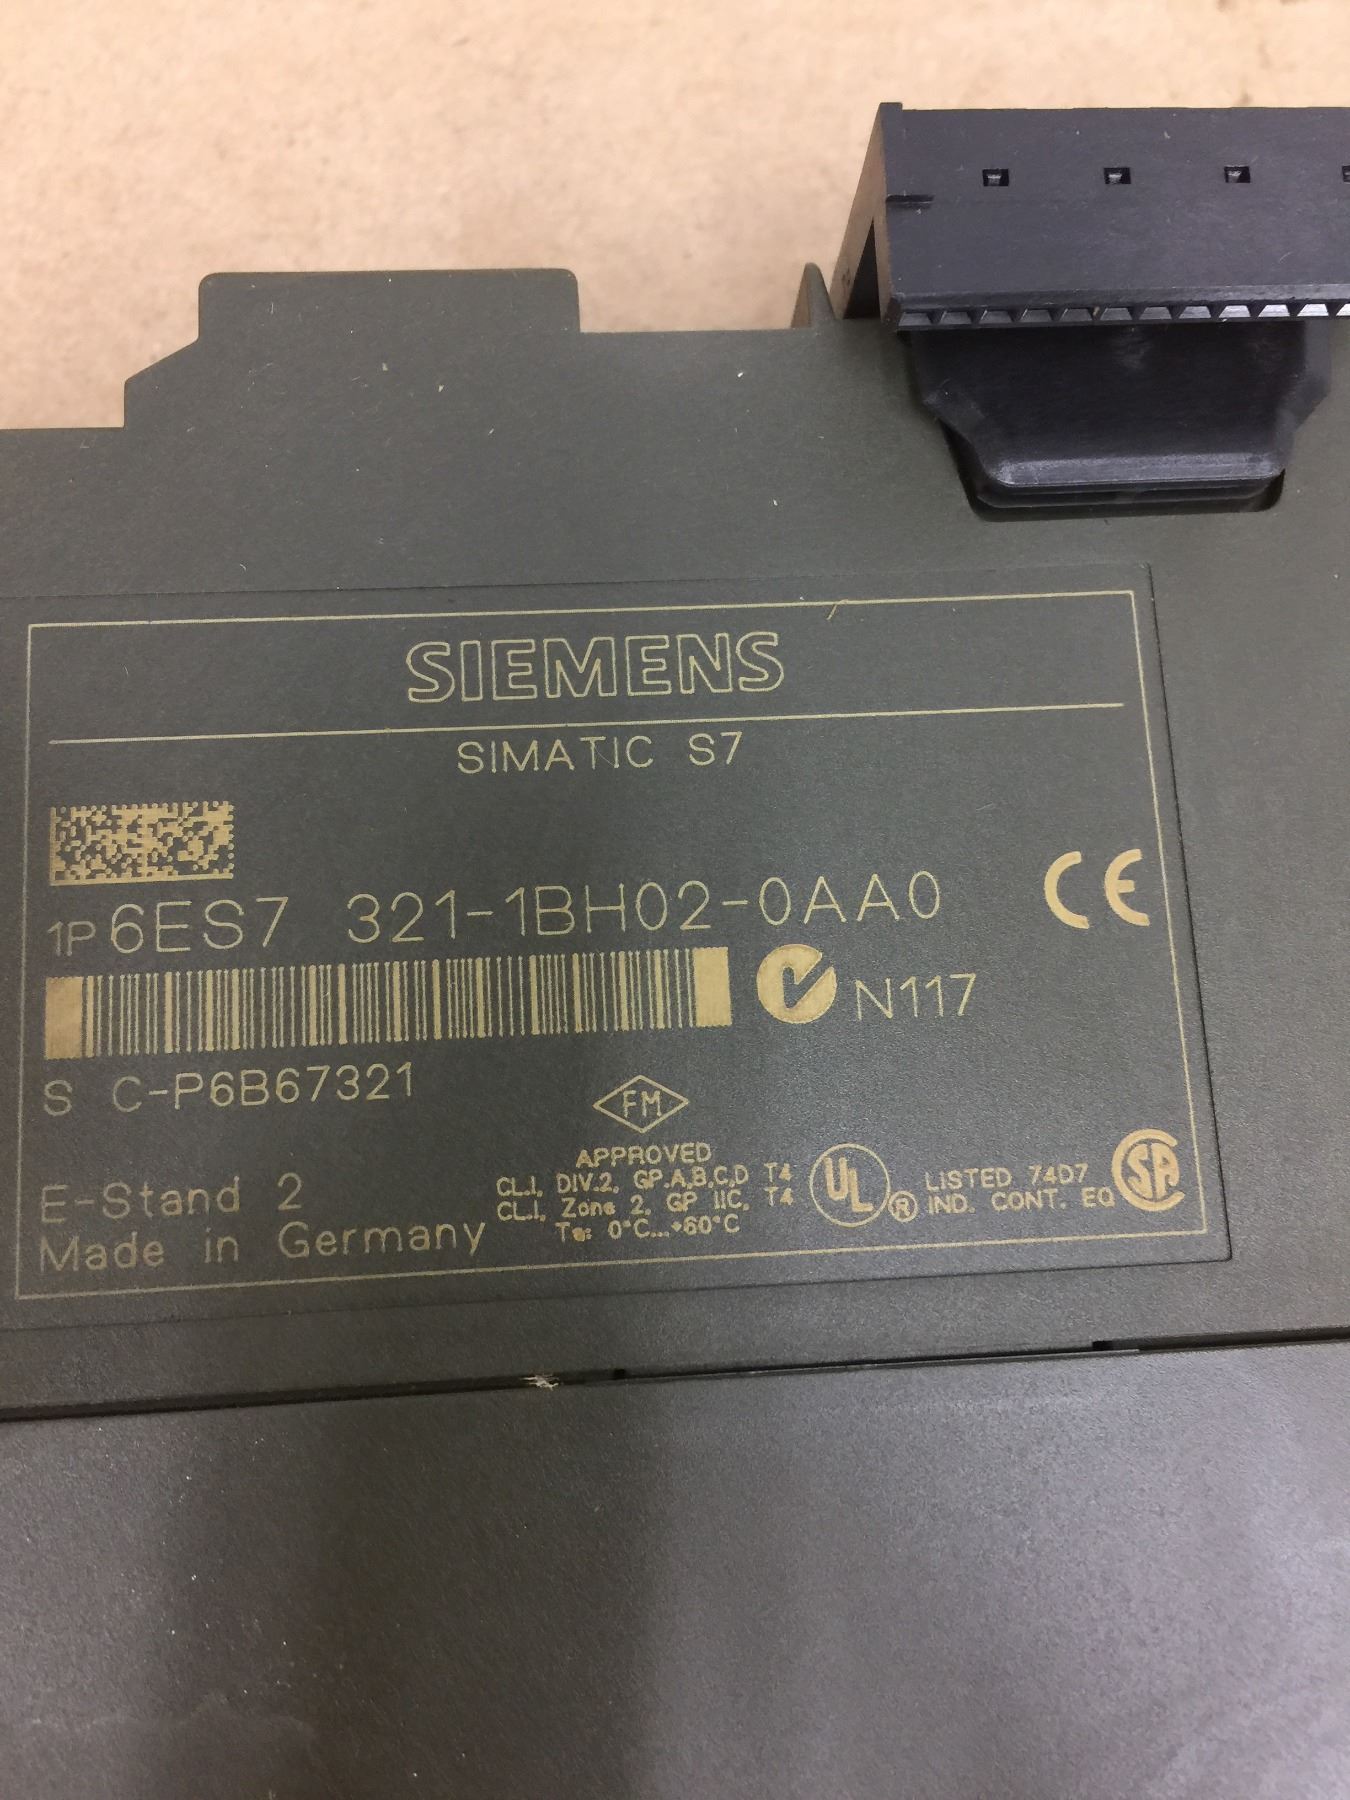 SIEMENS
SIMATIC S7
1P 6ES7 321-1BH02-0AA0
CE
N117
S C-P6B67321
FM
APPROVED
CL.I, DIV.2, GP.A,B,C,D T4
CL.I, Zone 2, GP IIC, T4
Ta: 0°C...+60°C
UL ®
LISTED 74D7
IND. CONT. EQ
SA
E-Stand 2
Made in Germany